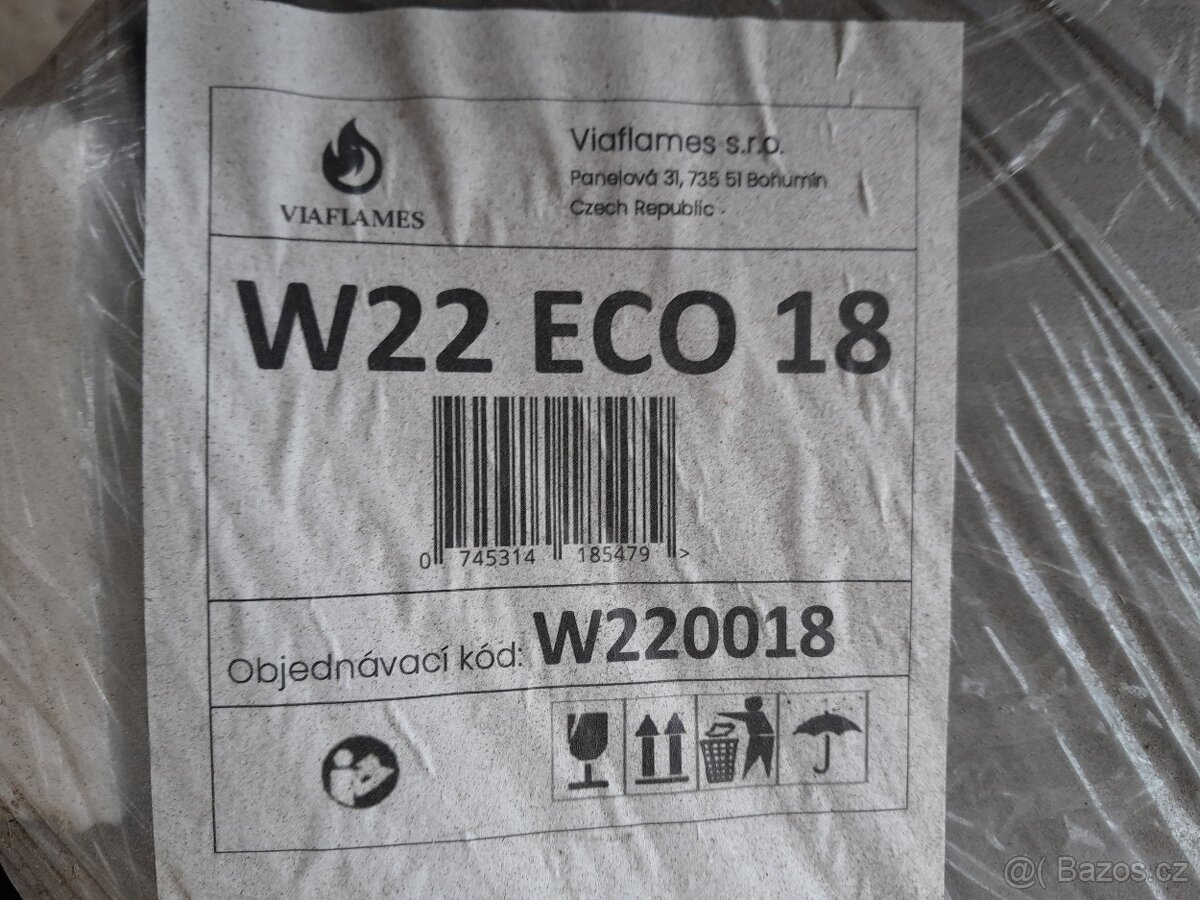 VIAFLAMES
Viaflames s.r.o.
Panelová 31, 735 51 Bohumín
Czech Republic
W22 ECO 18
0 745314 185479 >
Objednávací kód: W220018
@( Bazos.cz